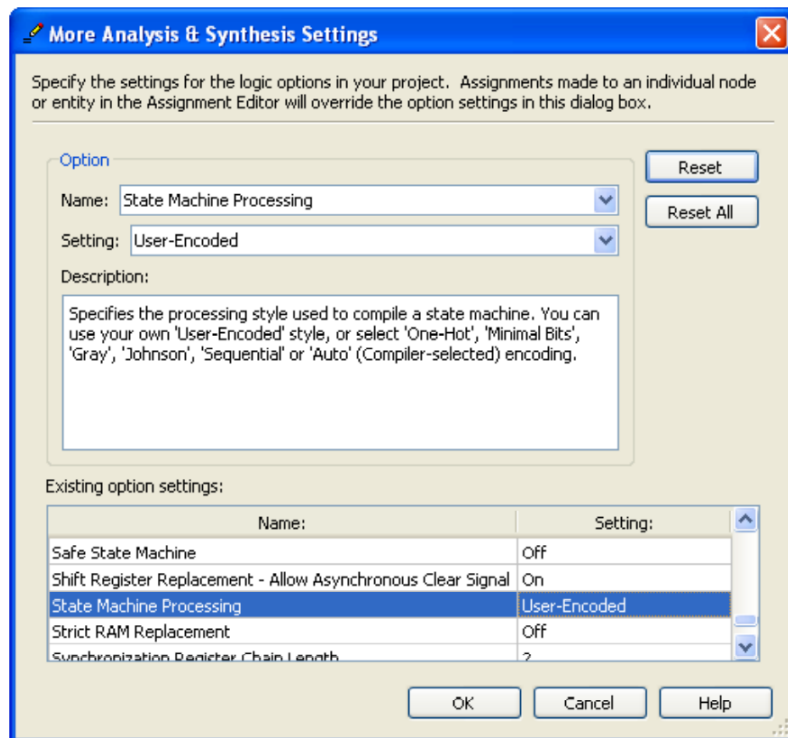 More Analysis & Synthesis Settings
Specify the settings for the logic options in your project. Assignments made to an individual node
or entity in the Assignment Editor will override the option settings in this dialog box.
Option
Reset
Name: State Machine Processing
Reset All
Setting: User-Encoded
Description:
Specifies the processing style used to compile a state machine. You can
use your own 'User-Encoded' style, or select 'One-Hot', 'Minimal Bits',
'Gray', 'Johnson', 'Sequential' or 'Auto' (Compiler-selected) encoding.
Existing option settings:
Name: Setting:
Safe State Machine Off
Shift Register Replacement - Allow Asynchronous Clear Signal On
State Machine Processing User-Encoded
Strict RAM Replacement Off
Synchronization Register Chain Length 2
OK Cancel Help